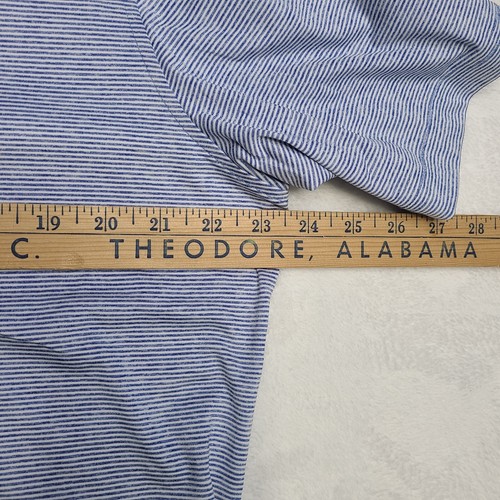 19 20 21 22 23 24 25 26 27 28
C. THEODORE, ALABAMA